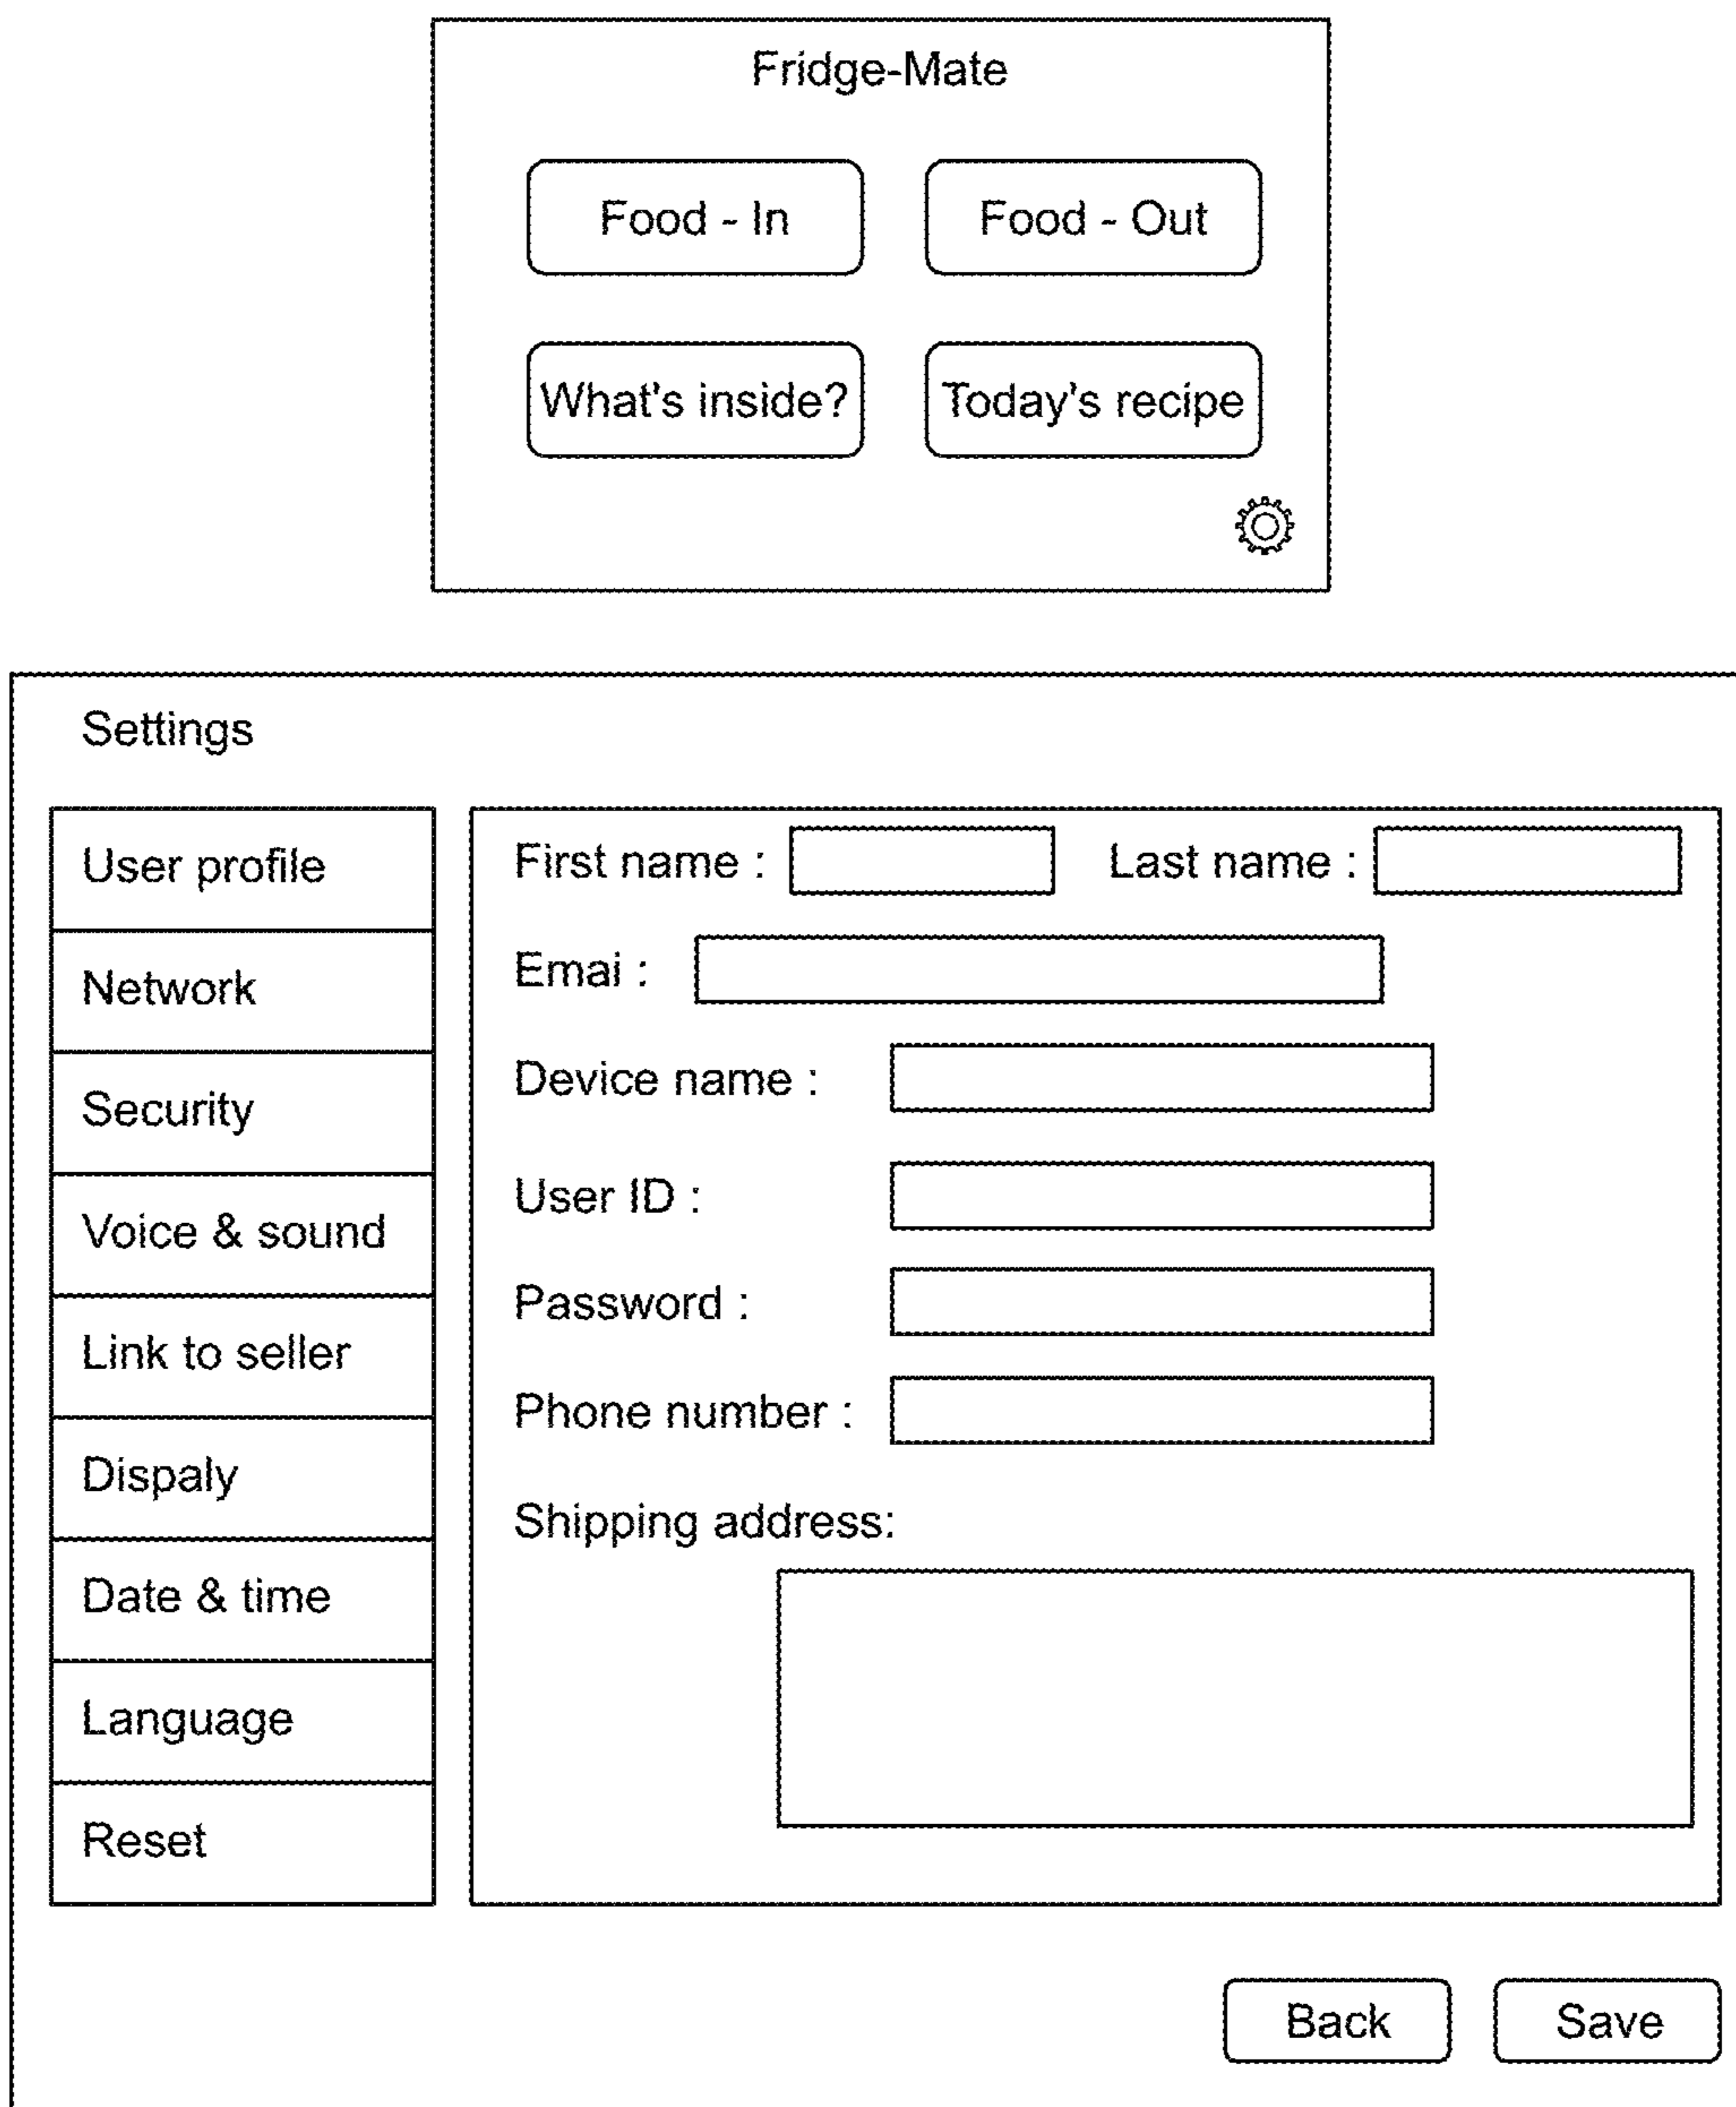 Fridge-Mate
Food - In
Food - Out
What's inside?
Today's recipe
Settings
User profile
Network
Security
Voice & sound
Link to seller
Dispaly
Date & time
Language
Reset
First name :
Last name :
Emai :
Device name :
User ID :
Password :
Phone number :
Shipping address:
Back
Save